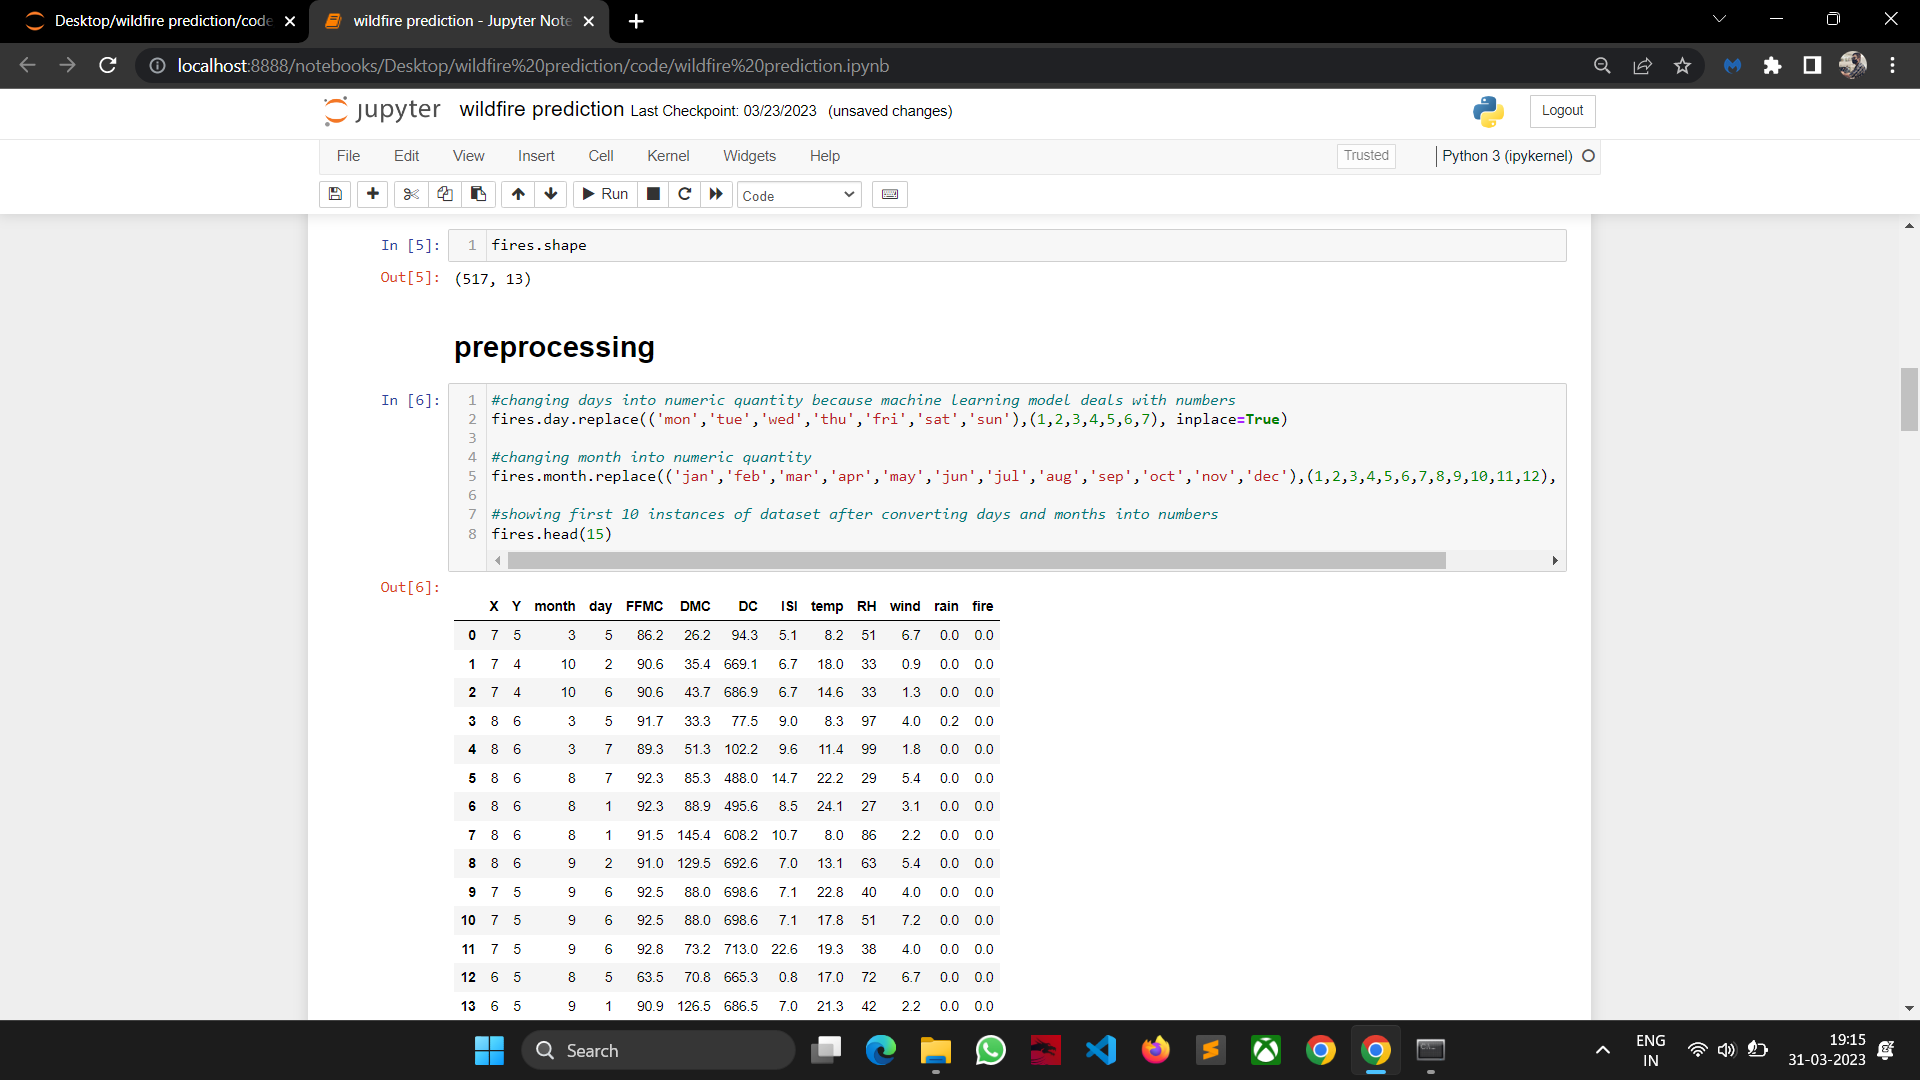 Desktop/wildfire prediction/code
wildfire prediction - Jupyter Note
localhost:8888/notebooks/Desktop/wildfire%20prediction/code/wildfire%20prediction.ipynb
jupyter wildfire prediction Last Checkpoint: 03/23/2023 (unsaved changes)
Logout
File Edit View Insert Cell Kernel Widgets Help
Trusted
Python 3 (ipykernel)
Run
Code
In [5]:
1 fires.shape
Out[5]: (517, 13)
preprocessing
In [6]:
1 #changing days into numeric quantity because machine learning model deals with numbers
2 fires.day.replace(('mon','tue','wed','thu','fri','sat','sun'),(1,2,3,4,5,6,7), inplace=True)
3
4 #changing month into numeric quantity
5 fires.month.replace(('jan','feb','mar','apr','may','jun','jul','aug','sep','oct','nov','dec'),(1,2,3,4,5,6,7,8,9,10,11,12),
6
7 #showing first 10 instances of dataset after converting days and months into numbers
8 fires.head(15)
Out[6]:
X Y month day FFMC DMC DC ISI temp RH wind rain fire
0 7 5 3 5 86.2 26.2 94.3 5.1 8.2 51 6.7 0.0 0.0
1 7 4 10 2 90.6 35.4 669.1 6.7 18.0 33 0.9 0.0 0.0
2 7 4 10 6 90.6 43.7 686.9 6.7 14.6 33 1.3 0.0 0.0
3 8 6 3 5 91.7 33.3 77.5 9.0 8.3 97 4.0 0.2 0.0
4 8 6 3 7 89.3 51.3 102.2 9.6 11.4 99 1.8 0.0 0.0
5 8 6 8 7 92.3 85.3 488.0 14.7 22.2 29 5.4 0.0 0.0
6 8 6 8 1 92.3 88.9 495.6 8.5 24.1 27 3.1 0.0 0.0
7 8 6 8 1 91.5 145.4 608.2 10.7 8.0 86 2.2 0.0 0.0
8 8 6 9 2 91.0 129.5 692.6 7.0 13.1 63 5.4 0.0 0.0
9 7 5 9 6 92.5 88.0 698.6 7.1 22.8 40 4.0 0.0 0.0
10 7 5 9 6 92.5 88.0 698.6 7.1 17.8 51 7.2 0.0 0.0
11 7 5 9 6 92.8 73.2 713.0 22.6 19.3 38 4.0 0.0 0.0
12 6 5 8 5 63.5 70.8 665.3 0.8 17.0 72 6.7 0.0 0.0
13 6 5 9 1 90.9 126.5 686.5 7.0 21.3 42 2.2 0.0 0.0
Search
ENG
IN
19:15
31-03-2023